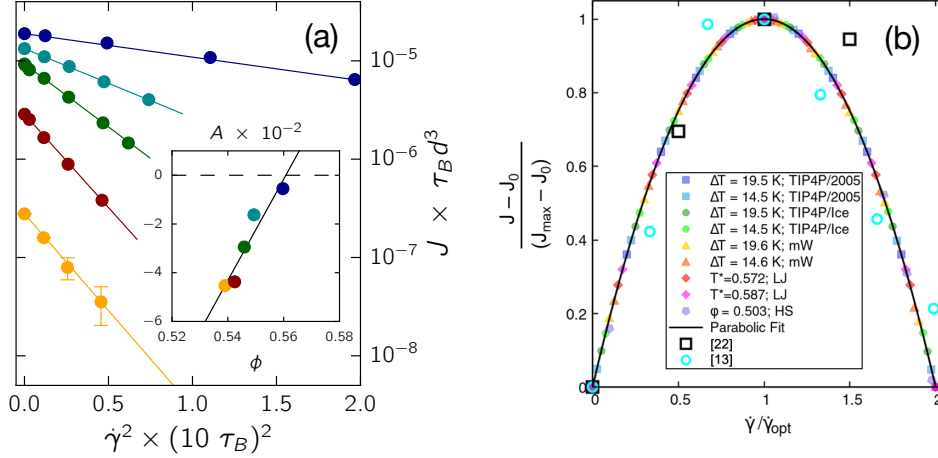 (a)
10⁻⁵
10⁻⁶
10⁻⁷
10⁻⁸
J × τ_B d³
0.0 0.5 1.0 1.5 2.0
γ̇² × (10 τ_B)²
A × 10⁻²
0
−2
−4
−6
0.52 0.54 0.56 0.58
ϕ
(b)
1
0.8
0.6
0.4
0.2
0
J − J₀
(J_max − J₀)
ΔT = 19.5 K; TIP4P/2005
ΔT = 14.5 K; TIP4P/2005
ΔT = 19.5 K; TIP4P/Ice
ΔT = 14.5 K; TIP4P/Ice
ΔT = 19.6 K; mW
ΔT = 14.6 K; mW
T*=0.572; LJ
T*=0.587; LJ
φ = 0.503; HS
Parabolic Fit
[22]
[13]
0 0.5 1 1.5 2
γ̇/γ̇_opt